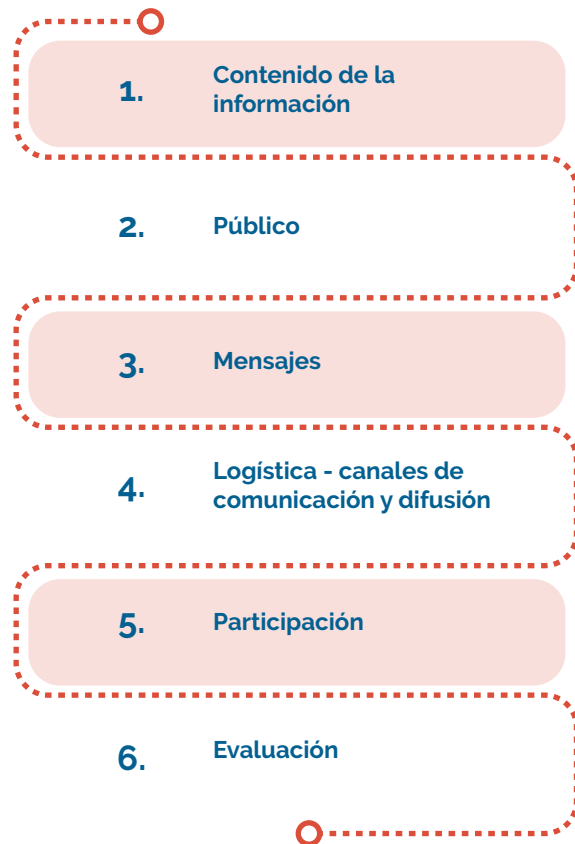 1. Contenido de la
información
2. Público
3. Mensajes
4. Logística - canales de
comunicación y difusión
5. Participación
6. Evaluación